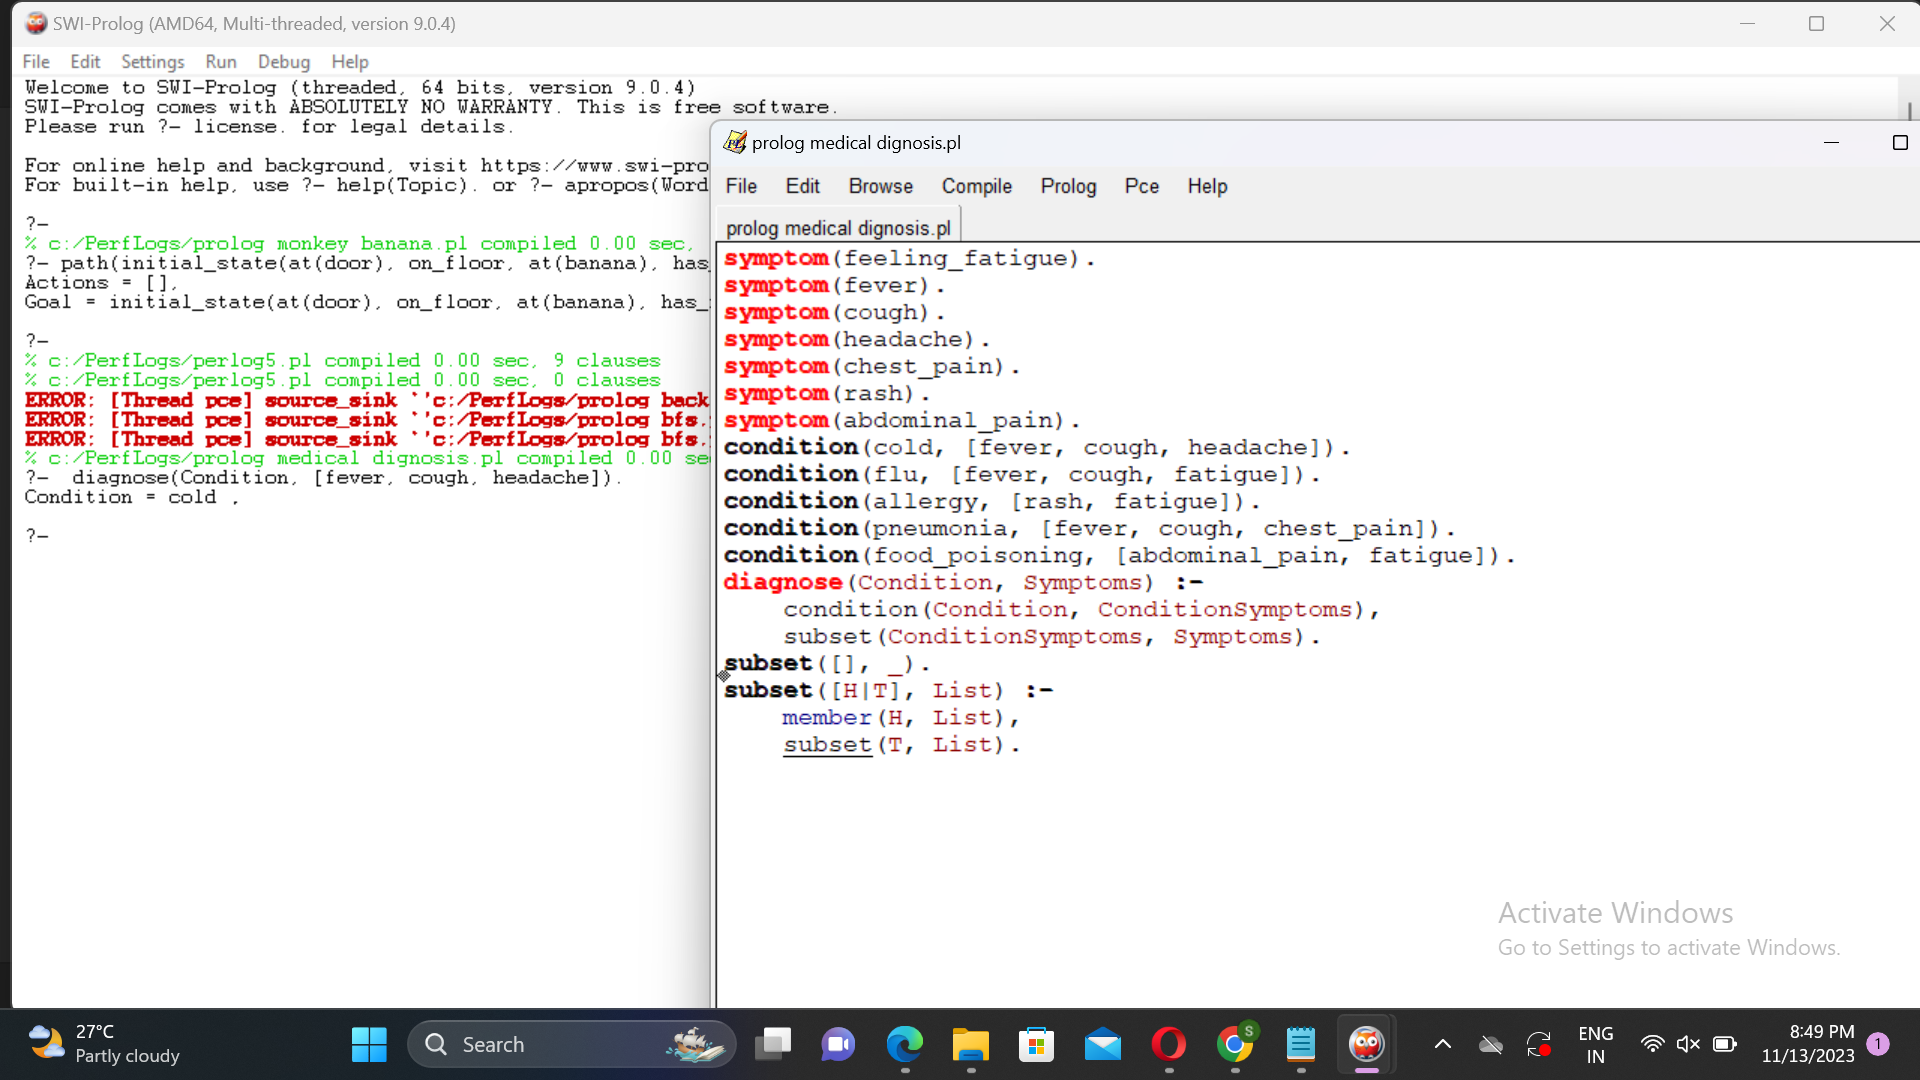 SWI-Prolog (AMD64, Multi-threaded, version 9.0.4)
File Edit Settings Run Debug Help
Welcome to SWI-Prolog (threaded, 64 bits, version 9.0.4)
SWI-Prolog comes with ABSOLUTELY NO WARRANTY. This is free software.
Please run ?- license. for legal details.
For online help and background, visit https://www.swi-pro
For built-in help, use ?- help(Topic). or ?- apropos(Word
?-
% c:/PerfLogs/prolog monkey banana.pl compiled 0.00 sec,
?- path(initial_state(at(door), on_floor, at(banana), has_
Actions = [],
Goal = initial_state(at(door), on_floor, at(banana), has_
?-
% c:/PerfLogs/perlog5.pl compiled 0.00 sec, 9 clauses
% c:/PerfLogs/perlog5.pl compiled 0.00 sec, 0 clauses
ERROR: [Thread pce] source_sink `'c:/PerfLogs/prolog back
ERROR: [Thread pce] source_sink `'c:/PerfLogs/prolog bfs.
ERROR: [Thread pce] source_sink `'c:/PerfLogs/prolog bfs.
% c:/PerfLogs/prolog medical dignosis.pl compiled 0.00 se
?-  diagnose(Condition, [fever, cough, headache]).
Condition = cold ,
?-
prolog medical dignosis.pl
File Edit Browse Compile Prolog Pce Help
prolog medical dignosis.pl
symptom(feeling_fatigue).
symptom(fever).
symptom(cough).
symptom(headache).
symptom(chest_pain).
symptom(rash).
symptom(abdominal_pain).
condition(cold, [fever, cough, headache]).
condition(flu, [fever, cough, fatigue]).
condition(allergy, [rash, fatigue]).
condition(pneumonia, [fever, cough, chest_pain]).
condition(food_poisoning, [abdominal_pain, fatigue]).
diagnose(Condition, Symptoms) :-
condition(Condition, ConditionSymptoms),
subset(ConditionSymptoms, Symptoms).
subset([], _).
subset([H|T], List) :-
member(H, List),
subset(T, List).
Activate Windows
Go to Settings to activate Windows.
27°C
Partly cloudy
Search
S
ENG
IN
8:49 PM
11/13/2023
1